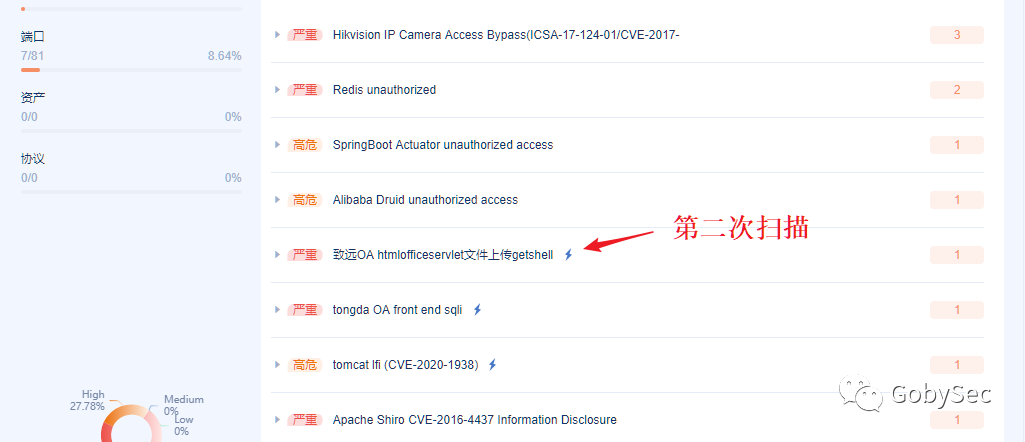 端口
7/81 8.64%
资产
0/0 0%
协议
0/0 0%
High
27.78%
Medium
0%
Low
0%
严重 Hikvision IP Camera Access Bypass(ICSA-17-124-01/CVE-2017- 3
严重 Redis unauthorized 2
高危 SpringBoot Actuator unauthorized access 1
高危 Alibaba Druid unauthorized access 1
第二次扫描
严重 致远OA htmlofficeservlet文件上传getshell 1
严重 tongda OA front end sqli 1
高危 tomcat lfi (CVE-2020-1938) 1
严重 Apache Shiro CVE-2016-4437 Information Disclosure 1
GobySec